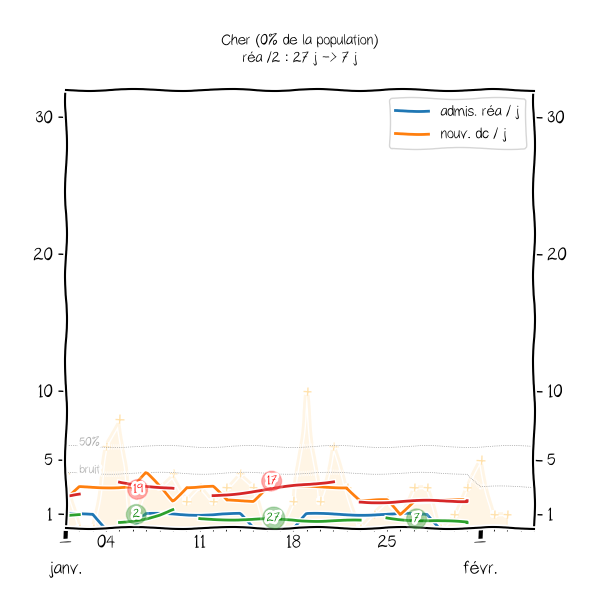 Cher (0% de la population)
réa /2 : 27 j -> 7 j
admis. réa / j
nouv. dc / j
30
30
20
20
10
10
50%
5
5
bruit
19
17
2
27
7
1
1
04
11
18
25
janv.
févr.